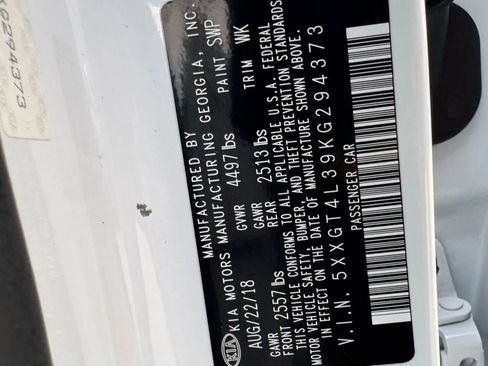 KIA
MANUFACTURED BY
KIA MOTORS MANUFACTURING GEORGIA, INC.
AUG/22/18 GVWR 4497 lbs PAINT SWP
TRIM WK
GAWR FRONT 2557 lbs GAWR REAR 2513 lbs
THIS VEHICLE CONFORMS TO ALL APPLICABLE U.S.A. FEDERAL
MOTOR VEHICLE SAFETY, BUMPER, AND THEFT PREVENTION STANDARDS
IN EFFECT ON THE DATE OF MANUFACTURE SHOWN ABOVE.
V.I.N. 5XXGT4L39KG294373
PASSENGER CAR
G294373